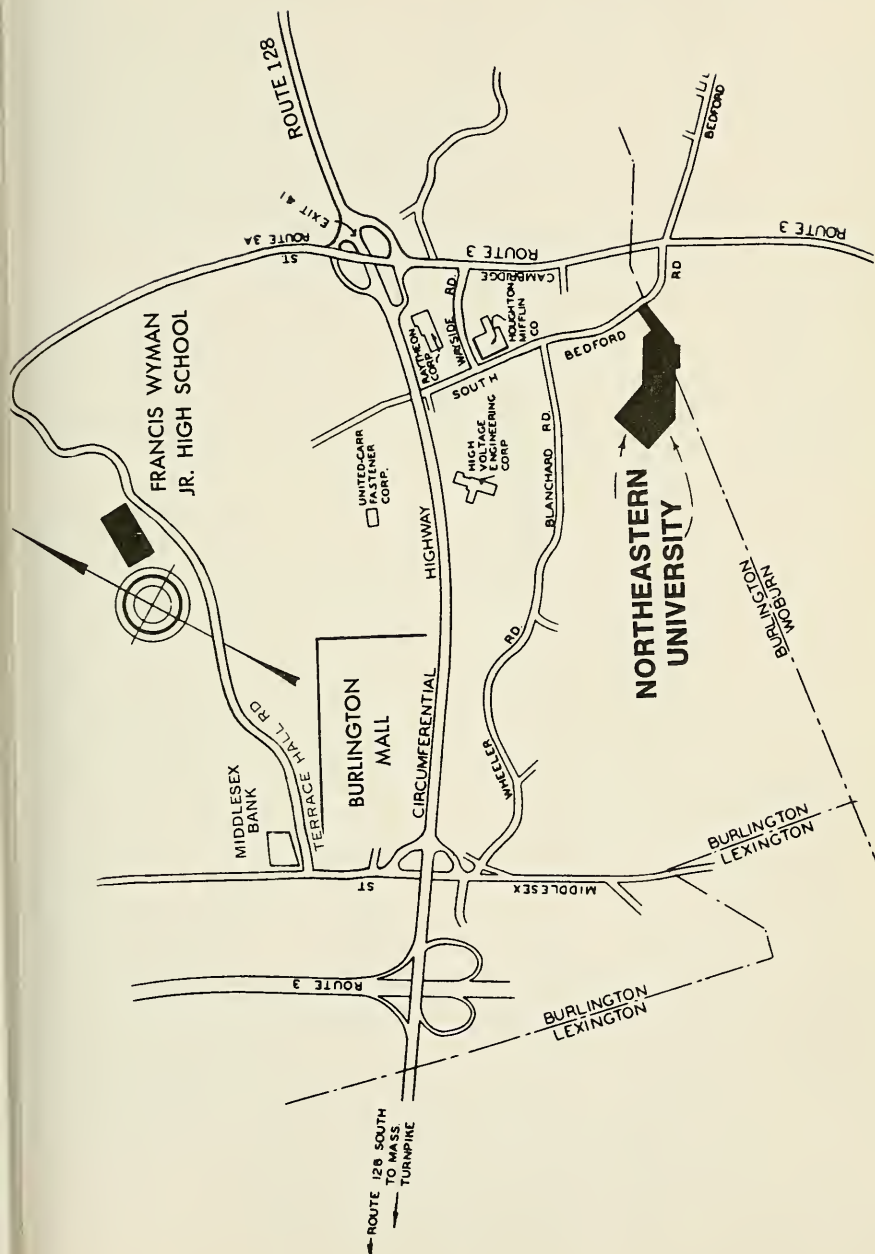 ROUTE 128
EXIT 41
ROUTE 3A
ST.
FRANCIS WYMAN
JR. HIGH SCHOOL
RAYTHEON
CORP.
WAYSIDE RD.
HOUGHTON
MIFFLIN
CO
CAMBRIDGE
ROUTE 3
BEDFORD
ROUTE 3
RD
BEDFORD
SOUTH
UNITED-CARR
FASTENER
CORP.
HIGH
VOLTAGE
ENGINEERING
CORP
BLANCHARD RD.
HIGHWAY
CIRCUMFERENTIAL
NORTHEASTERN
UNIVERSITY
BURLINGTON
WOBURN
BURLINGTON
MALL
TERRACE HALL RD
MIDDLESEX
BANK
WHEELER
RD.
ST
MIDDLESEX
BURLINGTON
LEXINGTON
ROUTE 3
BURLINGTON
LEXINGTON
ROUTE 128 SOUTH
TO MASS.
TURNPIKE